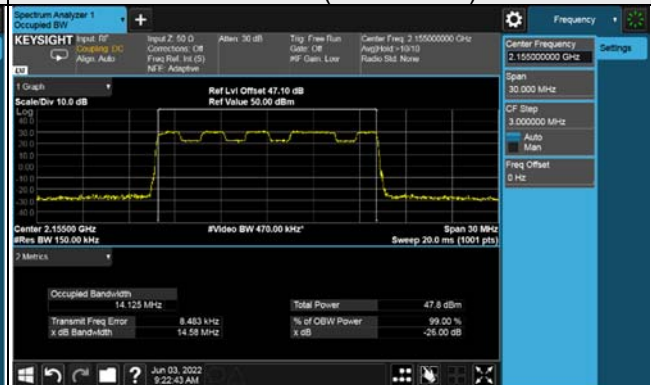 Spectrum Analyzer 1
Occupied BW
Frequency
KEYSIGHT
Input: RF
Coupling: DC
Align: Auto
Input Z: 50 Ω
Corrections: Off
Freq Ref: Int (S)
NFE: Adaptive
Atten: 30 dB
Trig: Free Run
Gate: Off
#IF Gain: Low
Center Freq: 2.155000000 GHz
Avg|Hold:>10/10
Radio Std: None
LM
1 Graph
Scale/Div 10.0 dB
Ref Lvl Offset 47.10 dB
Ref Value 50.00 dBm
Log
40.0
30.0
20.0
10.0
0.00
-10.0
-20.0
-30.0
-40.0
Center 2.15500 GHz
#Res BW 150.00 kHz
#Video BW 470.00 kHz*
Span 30 MHz
Sweep 20.0 ms (1001 pts)
2 Metrics
Occupied Bandwidth
14.125 MHz
Transmit Freq Error 8.483 kHz
x dB Bandwidth 14.58 MHz
Total Power 47.8 dBm
% of OBW Power 99.00 %
x dB -26.00 dB
Jun 03, 2022
9:22:43 AM
Center Frequency
2.155000000 GHz
Settings
Span
30.000 MHz
CF Step
3.000000 MHz
Auto
Man
Freq Offset
0 Hz